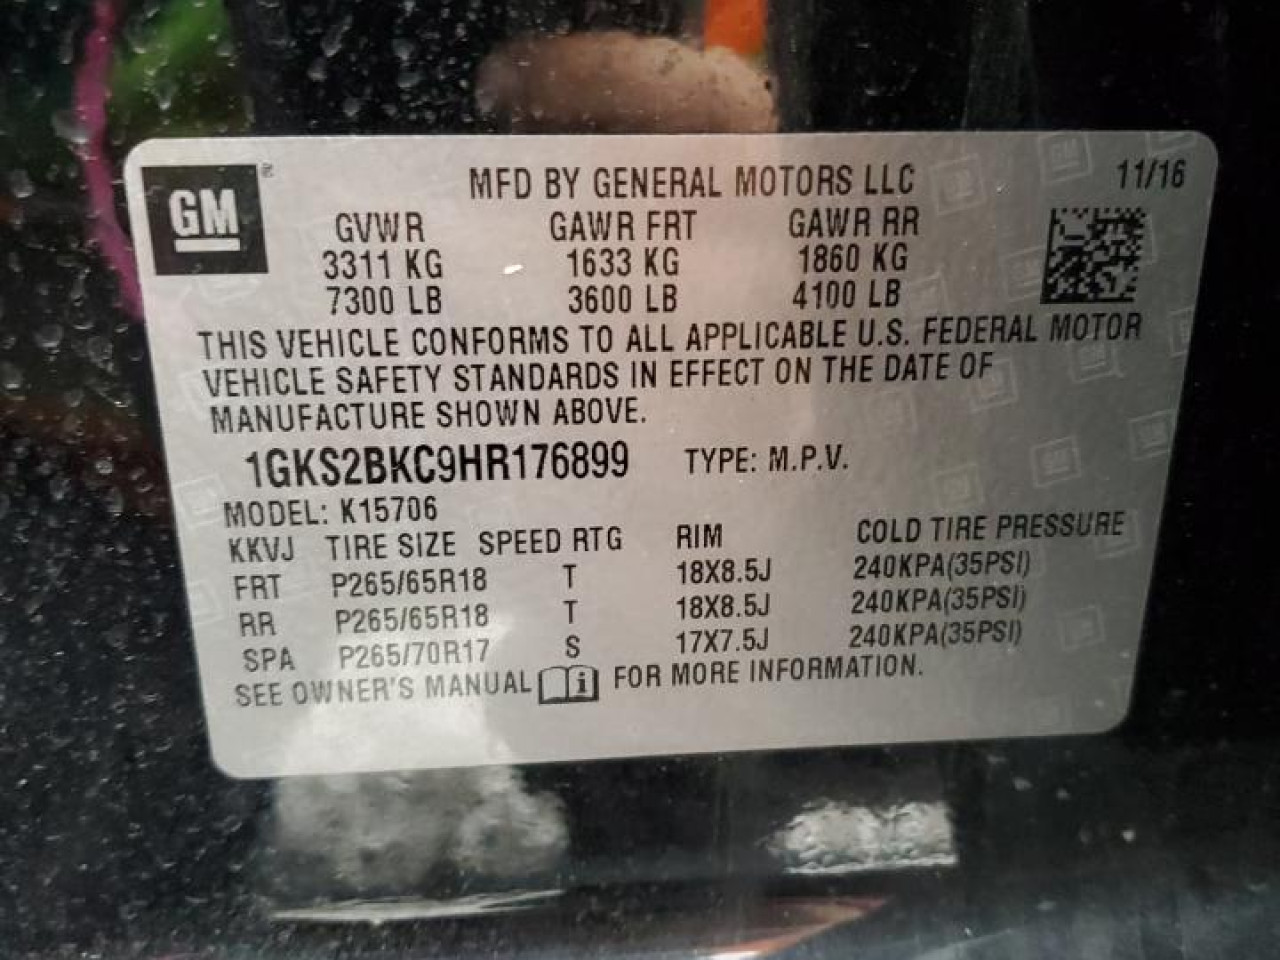 GM
MFD BY GENERAL MOTORS LLC 11/16
GVWR GAWR FRT GAWR RR
3311 KG 1633 KG 1860 KG
7300 LB 3600 LB 4100 LB
THIS VEHICLE CONFORMS TO ALL APPLICABLE U.S. FEDERAL MOTOR
VEHICLE SAFETY STANDARDS IN EFFECT ON THE DATE OF
MANUFACTURE SHOWN ABOVE.
1GKS2BKC9HR176899 TYPE: M.P.V.
MODEL: K15706
KKVJ TIRE SIZE SPEED RTG RIM COLD TIRE PRESSURE
FRT P265/65R18 T 18X8.5J 240KPA(35PSI)
RR P265/65R18 T 18X8.5J 240KPA(35PSI)
SPA P265/70R17 S 17X7.5J 240KPA(35PSI)
SEE OWNER'S MANUAL i FOR MORE INFORMATION.